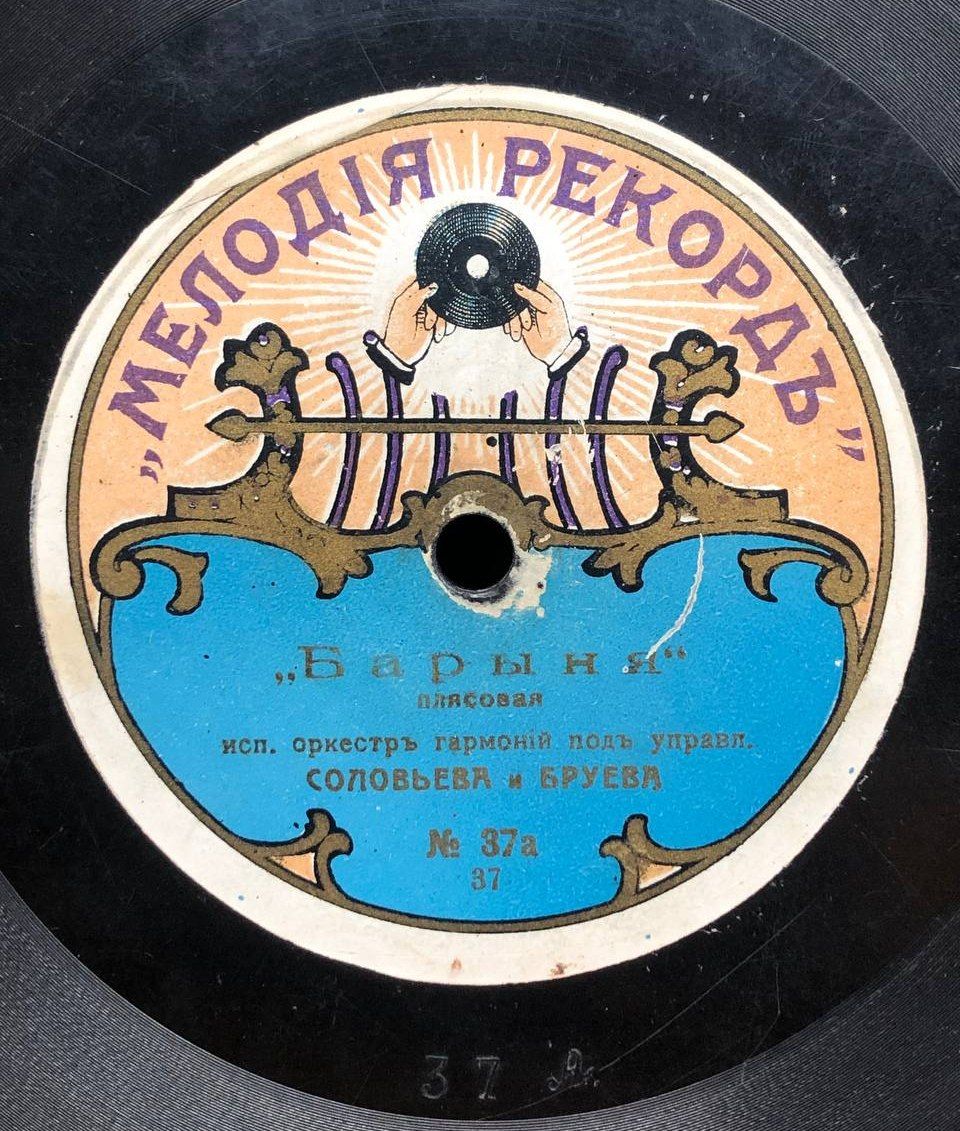 „МЕЛОДІЯ РЕКОРДЪ”
„Барыня“
плясовая
исп. оркестръ гармоній подъ управл.
СОЛОВЬЕВА и БРУЕВА
№ 37а
37
37